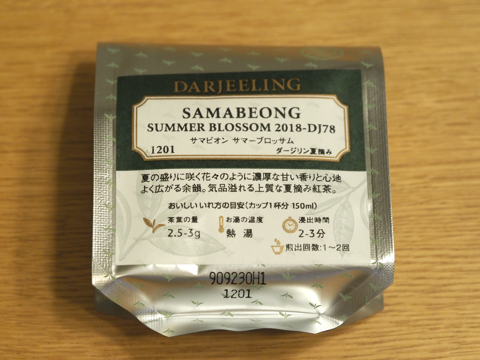 DARJEELING
SAMABEONG
SUMMER BLOSSOM 2018-DJ78
サマビオン サマーブロッサム
1201 ダージリン夏摘み
夏の盛りに咲く花々のように濃厚な甘い香りと心地
よく広がる余韻。気品溢れる上質な夏摘み紅茶。
おいしいいれ方の目安(カップ1杯分 150ml)
茶葉の量 お湯の温度 浸出時間
2.5-3g 熱湯 2-3分
煎出回数:1~2回
909230H1
1201